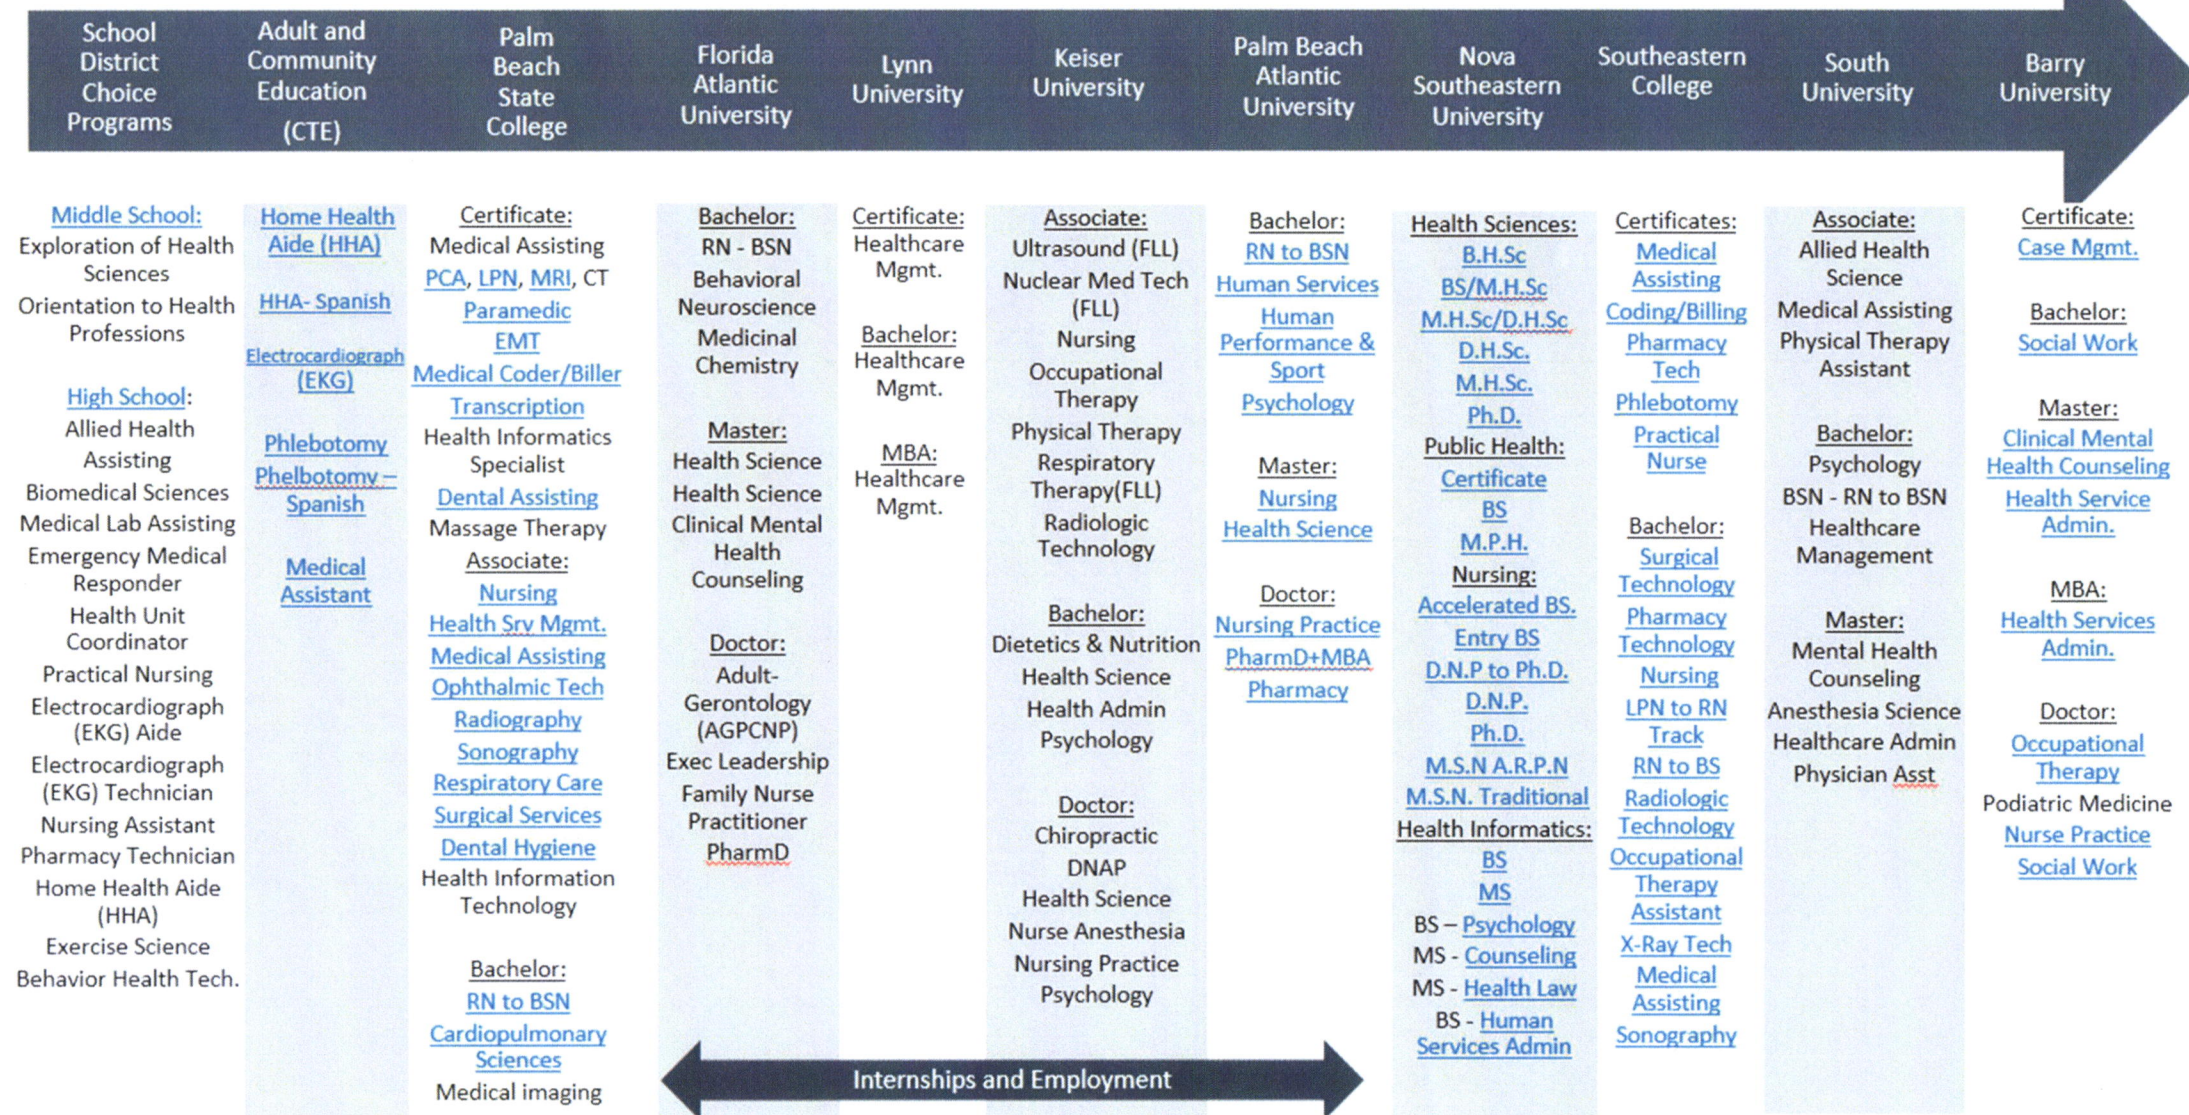 School
District
Choice
Programs
Adult and
Community
Education
(CTE)
Palm
Beach
State
College
Florida
Atlantic
University
Lynn
University
Keiser
University
Palm Beach
Atlantic
University
Nova
Southeastern
University
Southeastern
College
South
University
Barry
University
Middle School:
Exploration of Health
Sciences
Orientation to Health
Professions
High School:
Allied Health
Assisting
Biomedical Sciences
Medical Lab Assisting
Emergency Medical
Responder
Health Unit
Coordinator
Practical Nursing
Electrocardiograph
(EKG) Aide
Electrocardiograph
(EKG) Technician
Nursing Assistant
Pharmacy Technician
Home Health Aide
(HHA)
Exercise Science
Behavior Health Tech.
Home Health
Aide (HHA)
HHA- Spanish
Electrocardiograph
(EKG)
Phlebotomy
Phelbotomy –
Spanish
Medical
Assistant
Certificate:
Medical Assisting
PCA, LPN, MRI, CT
Paramedic
EMT
Medical Coder/Biller
Transcription
Health Informatics
Specialist
Dental Assisting
Massage Therapy
Associate:
Nursing
Health Srv Mgmt.
Medical Assisting
Ophthalmic Tech
Radiography
Sonography
Respiratory Care
Surgical Services
Dental Hygiene
Health Information
Technology
Bachelor:
RN to BSN
Cardiopulmonary
Sciences
Medical imaging
Bachelor:
RN - BSN
Behavioral
Neuroscience
Medicinal
Chemistry
Master:
Health Science
Health Science
Clinical Mental
Health
Counseling
Doctor:
Adult-
Gerontology
(AGPCNP)
Exec Leadership
Family Nurse
Practitioner
PharmD
Certificate:
Healthcare
Mgmt.
Bachelor:
Healthcare
Mgmt.
MBA:
Healthcare
Mgmt.
Associate:
Ultrasound (FLL)
Nuclear Med Tech
(FLL)
Nursing
Occupational
Therapy
Physical Therapy
Respiratory
Therapy(FLL)
Radiologic
Technology
Bachelor:
Dietetics & Nutrition
Health Science
Health Admin
Psychology
Doctor:
Chiropractic
DNAP
Health Science
Nurse Anesthesia
Nursing Practice
Psychology
Bachelor:
RN to BSN
Human Services
Human
Performance &
Sport
Psychology
Master:
Nursing
Health Science
Doctor:
Nursing Practice
PharmD+MBA
Pharmacy
Health Sciences:
B.H.Sc
BS/M.H.Sc
M.H.Sc/D.H.Sc
D.H.Sc.
M.H.Sc.
Ph.D.
Public Health:
Certificate
BS
M.P.H.
Nursing:
Accelerated BS.
Entry BS
D.N.P to Ph.D.
D.N.P.
Ph.D.
M.S.N A.R.P.N
M.S.N. Traditional
Health Informatics:
BS
MS
BS – Psychology
MS - Counseling
MS - Health Law
BS - Human
Services Admin
Certificates:
Medical
Assisting
Coding/Billing
Pharmacy
Tech
Phlebotomy
Practical
Nurse
Bachelor:
Surgical
Technology
Pharmacy
Technology
Nursing
LPN to RN
Track
RN to BS
Radiologic
Technology
Occupational
Therapy
Assistant
X-Ray Tech
Medical
Assisting
Sonography
Associate:
Allied Health
Science
Medical Assisting
Physical Therapy
Assistant
Bachelor:
Psychology
BSN - RN to BSN
Healthcare
Management
Master:
Mental Health
Counseling
Anesthesia Science
Healthcare Admin
Physician Asst
Certificate:
Case Mgmt.
Bachelor:
Social Work
Master:
Clinical Mental
Health Counseling
Health Service
Admin.
MBA:
Health Services
Admin.
Doctor:
Occupational
Therapy
Podiatric Medicine
Nurse Practice
Social Work
Internships and Employment